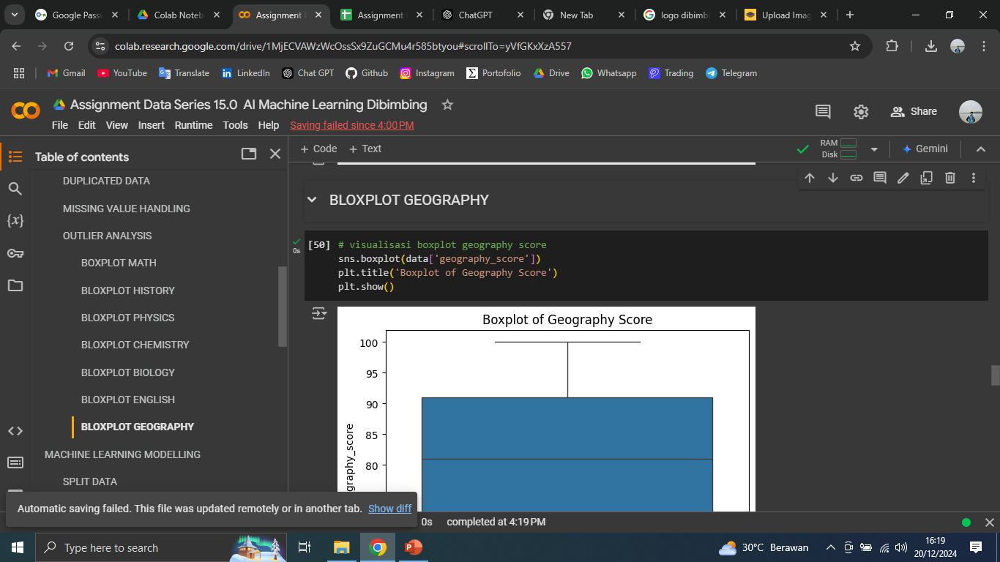 Google Passw
Colab Noteb
Assignment
Assignment
ChatGPT
New Tab
logo dibimbi
Upload Imag
colab.research.google.com/drive/1MjECVAWzWcOssSx9ZuGCMu4r585btyou#scrollTo=yVfGKxXzA557
Gmail YouTube Translate LinkedIn Chat GPT Github Instagram Portofolio Drive Whatsapp Trading Telegram
Assignment Data Series 15.0 AI Machine Learning Dibimbing
Share
File Edit View Insert Runtime Tools Help Saving failed since 4:00 PM
Table of contents
+ Code + Text
RAM
Disk
Gemini
DUPLICATED DATA
MISSING VALUE HANDLING
OUTLIER ANALYSIS
BOXPLOT MATH
BLOXPLOT HISTORY
BLOXPLOT PHYSICS
BLOXPLOT CHEMISTRY
BLOXPLOT BIOLOGY
BLOXPLOT ENGLISH
BLOXPLOT GEOGRAPHY
MACHINE LEARNING MODELLING
SPLIT DATA
BLOXPLOT GEOGRAPHY
[50] # visualisasi boxplot geography score
0s
sns.boxplot(data['geography_score'])
plt.title('Boxplot of Geography Score')
plt.show()
Boxplot of Geography Score
100
95
90
85
80
graphy_score
Automatic saving failed. This file was updated remotely or in another tab. Show diff
0s completed at 4:19 PM
Type here to search
30°C Berawan
16:19
20/12/2024